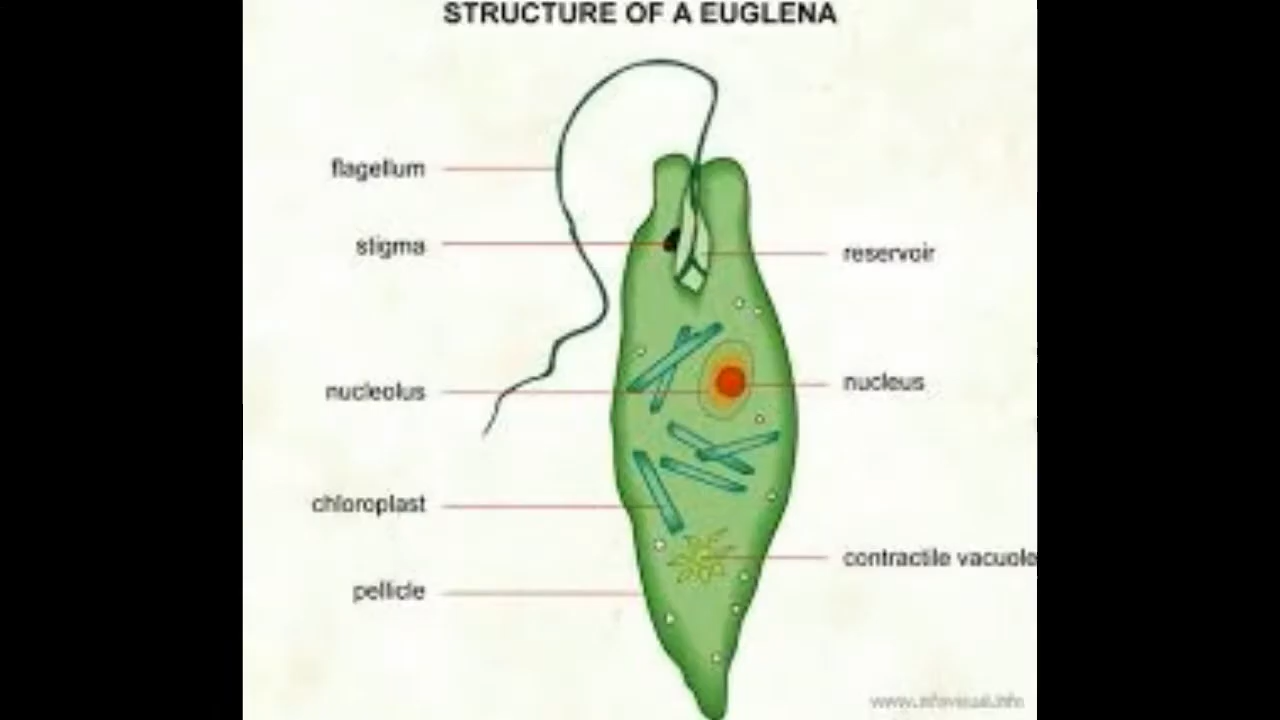 STRUCTURE OF A EUGLENA
flagellum
stigma
reservoir
nucleolus
nucleus
chloroplast
contractile vacuole
pellicle
www.infovisual.info